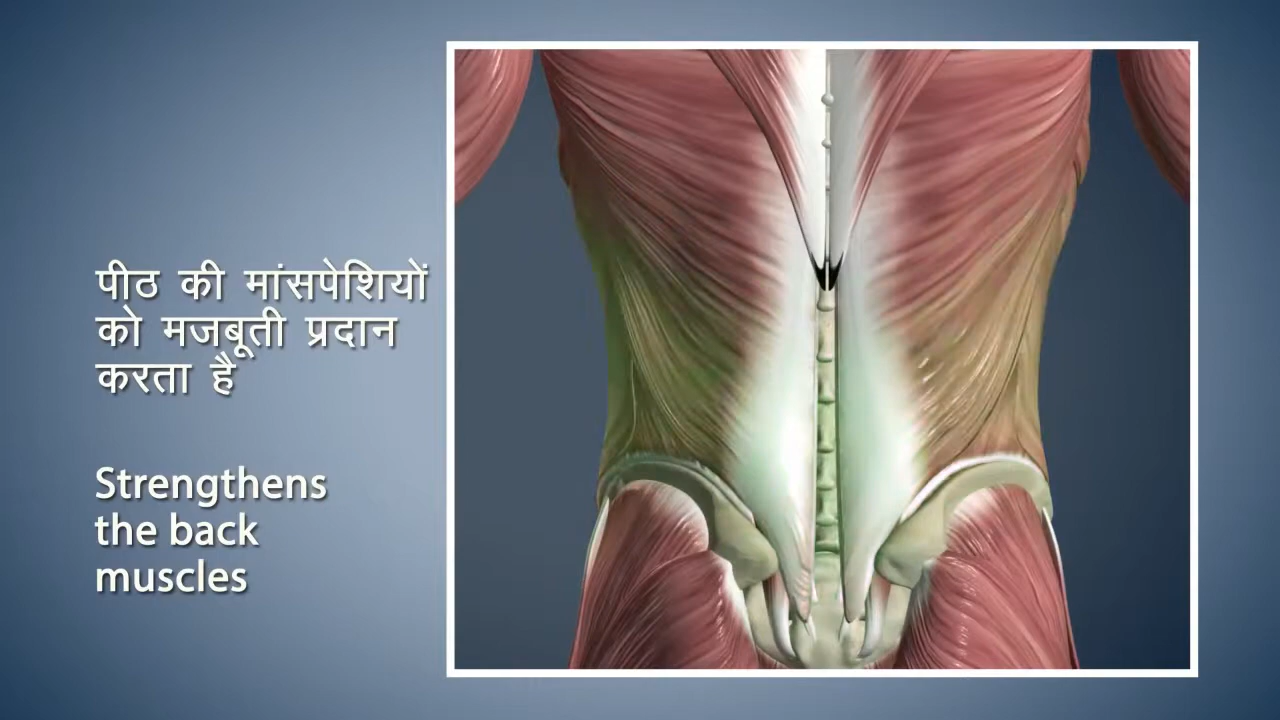 पीठ की मांसपेशियों
को मजबूती प्रदान
करता है
Strengthens
the back
muscles